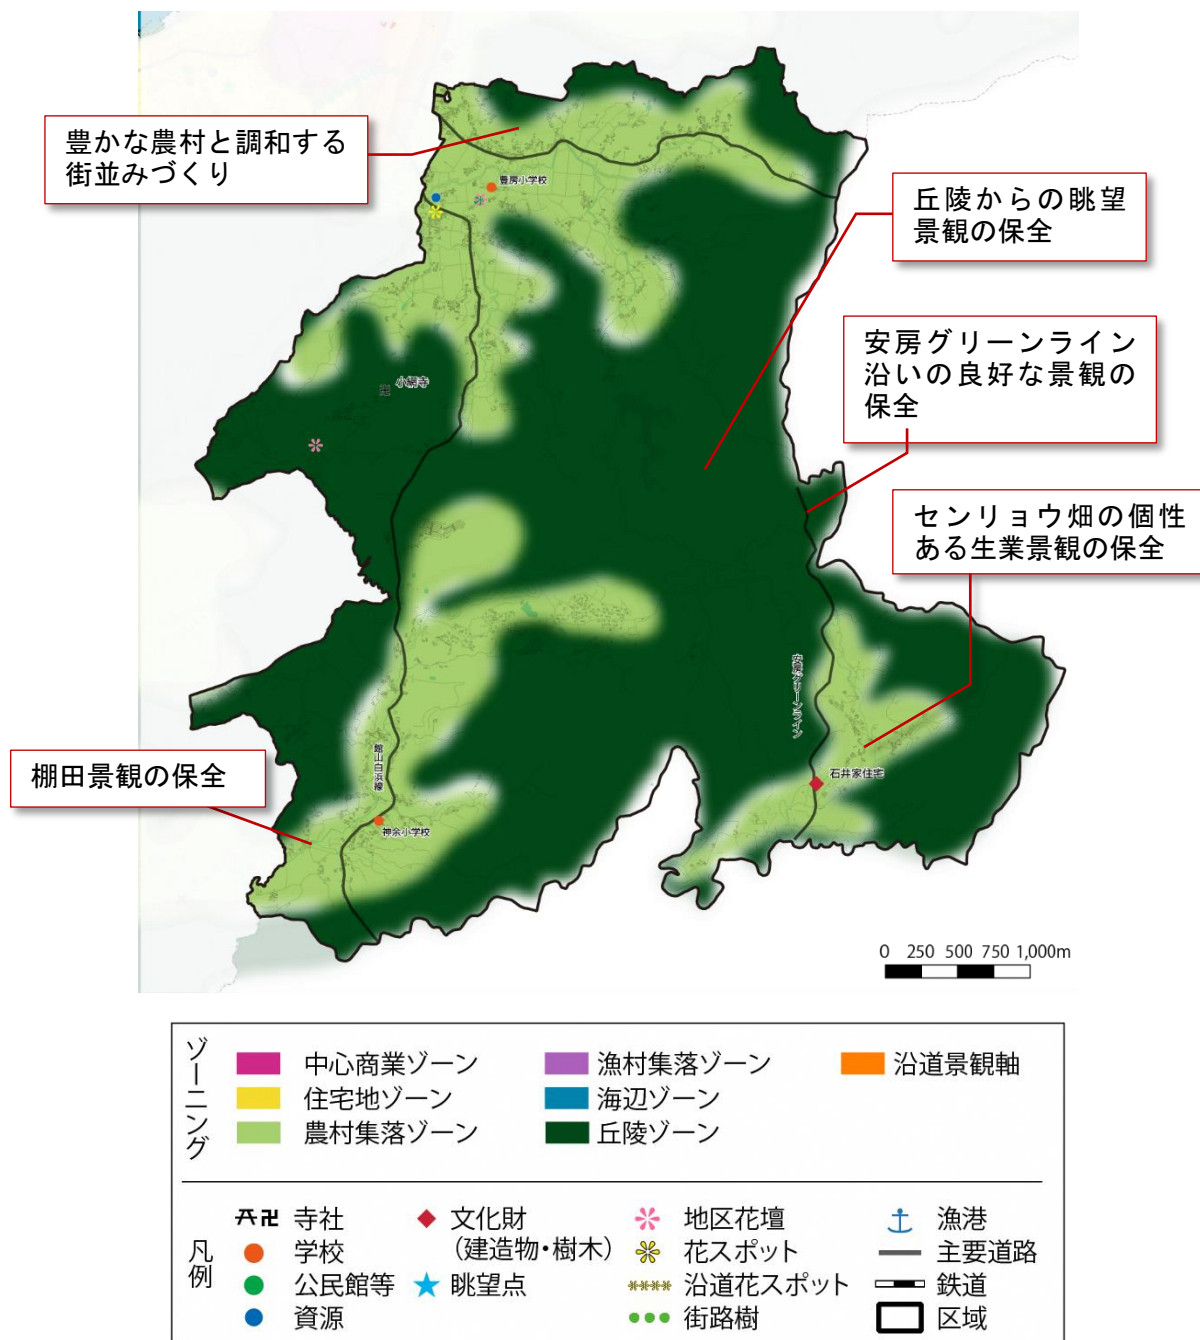 豊かな農村と調和する
街並みづくり
豊房小学校
丘陵からの眺望
景観の保全
安房グリーンライン
沿いの良好な景観の
保全
小網寺
センリョウ畑の個性
ある生業景観の保全
安房グリーンライン
館山白浜線
石井家住宅
棚田景観の保全
神余小学校
0 250 500 750 1,000m
ゾーニング
中心商業ゾーン
漁村集落ゾーン
沿道景観軸
住宅地ゾーン
海辺ゾーン
農村集落ゾーン
丘陵ゾーン
凡例
卍 寺社
文化財
(建造物・樹木)
地区花壇
漁港
学校
花スポット
主要道路
公民館等
眺望点
沿道花スポット
鉄道
資源
街路樹
区域